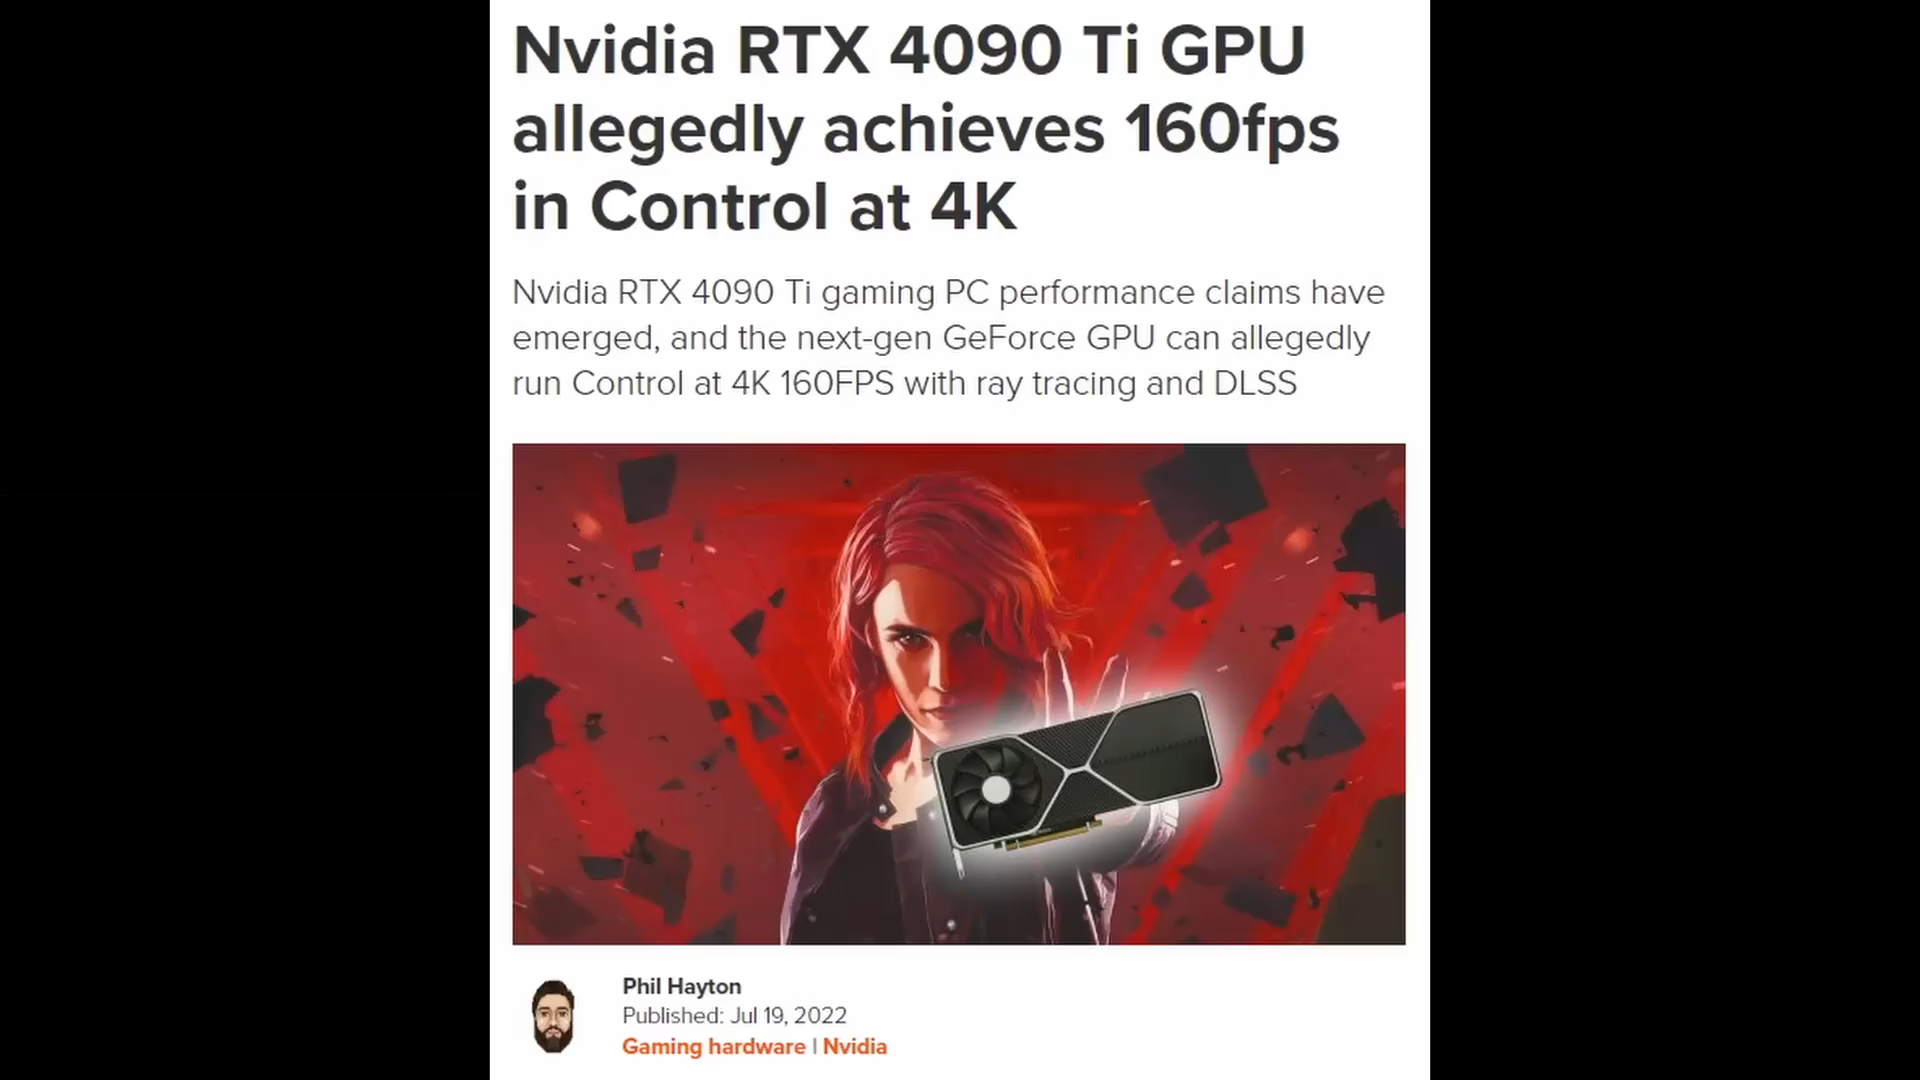 Nvidia RTX 4090 Ti GPU
allegedly achieves 160fps
in Control at 4K
Nvidia RTX 4090 Ti gaming PC performance claims have
emerged, and the next-gen GeForce GPU can allegedly
run Control at 4K 160FPS with ray tracing and DLSS
Phil Hayton
Published: Jul 19, 2022
Gaming hardware | Nvidia